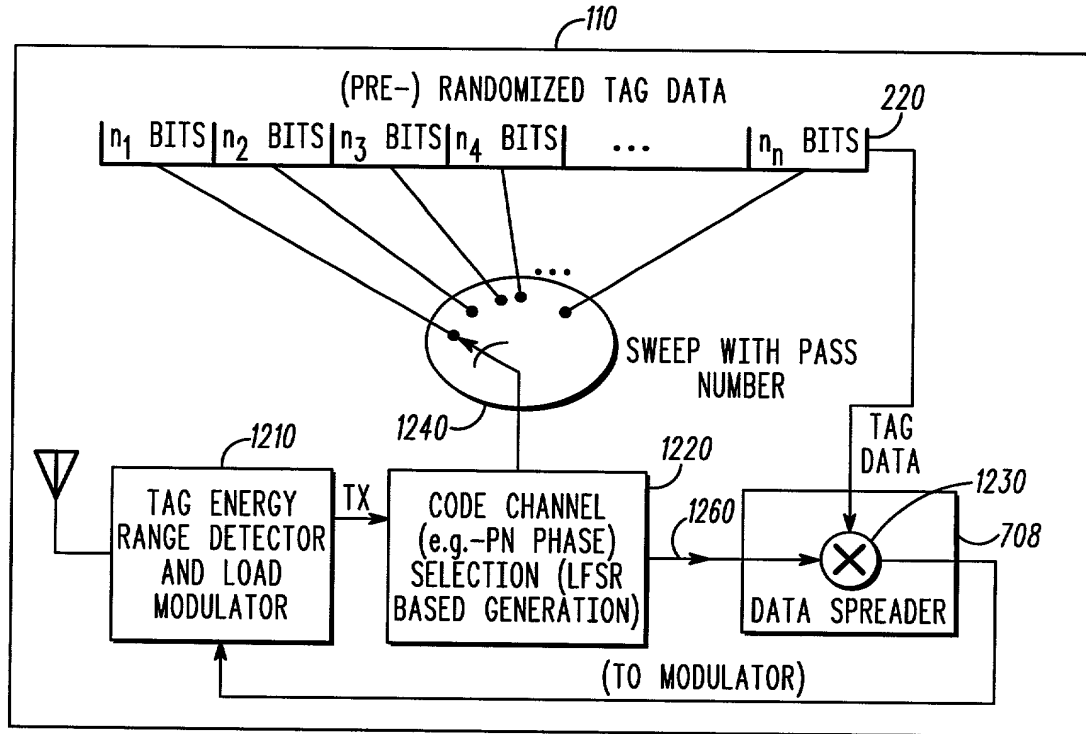 110
(PRE-) RANDOMIZED TAG DATA
220
n1 BITS n2 BITS n3 BITS n4 BITS ... nn BITS
...
SWEEP WITH PASS
NUMBER
1240
TAG
DATA
1210
TAG ENERGY
RANGE DETECTOR
AND LOAD
MODULATOR
TX
1220
CODE CHANNEL
(e.g.-PN PHASE)
SELECTION (LFSR
BASED GENERATION)
1260
1230
708
DATA SPREADER
(TO MODULATOR)